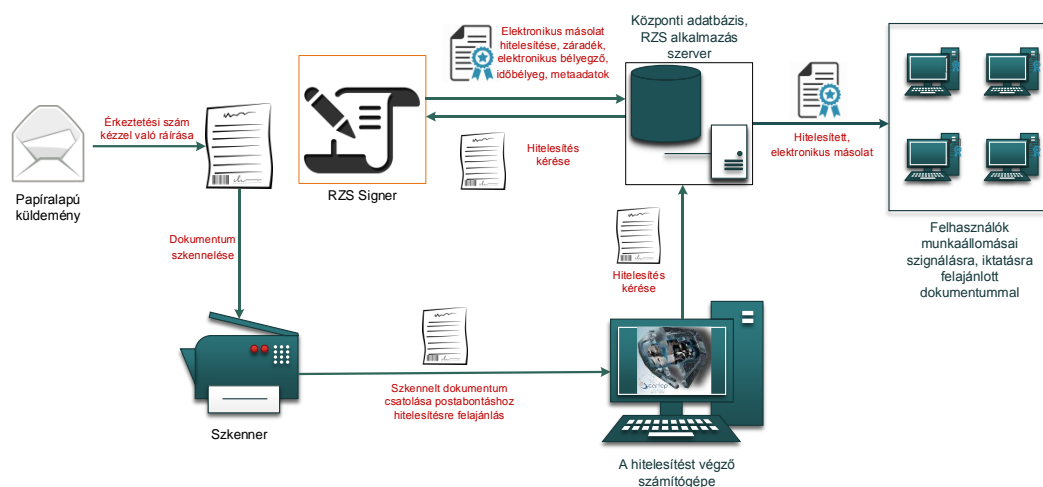 Központi adatbázis,
RZS alkalmazás
szerver
Elektronikus másolat
hitelesítése, záradék,
elektronikus bélyegző,
időbélyeg, metaadatok
Érkeztetési szám
kézzel való ráírása
Hitelesítés
kérése
Hitelesített,
elektronikus másolat
RZS Signer
Papíralapú
küldemény
Dokumentum
szkennelése
Hitelesítés
kérése
Felhasználók
munkaállomásai
szignálásra, iktatásra
felajánlott
dokumentummal
Szkennelt dokumentum
csatolása postabontáshoz
hitelesítésre felajánlás
Szkenner
A hitelesítést végző
számítógépe